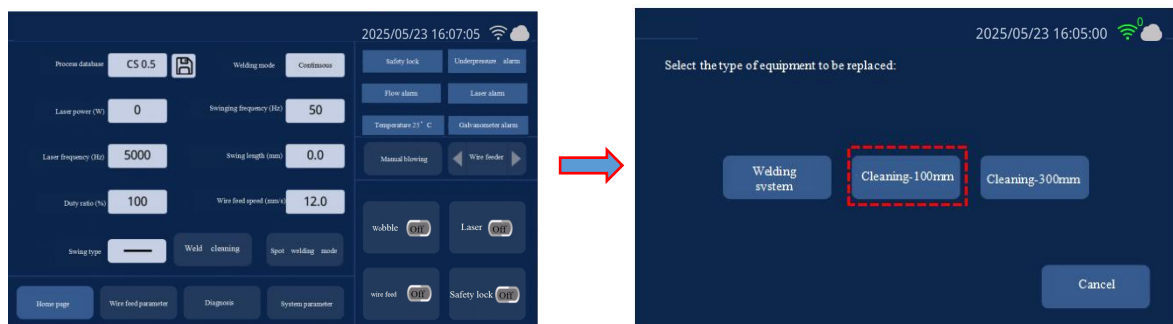 2025/05/23 16:07:05
Process database
CS 0.5
Welding mode
Continuous
Safety lock
Underpressure alarm
Flow alarm
Laser alarm
Laser power (W)
0
Swinging frequency (Hz)
50
Temperature 25° C
Galvanometer alarm
Laser frequency (Hz)
5000
Swing length (mm)
0.0
Manual blowing
Wire feeder
Duty ratio (%)
100
Wire feed speed (mm/s)
12.0
wobble
Off
Laser
Off
Swing type
Weld cleaning
Spot welding mode
Home page
Wire feed parameter
Diagnosis
System parameter
wire feed
Off
Safety lock
Off
2025/05/23 16:05:00
0
Select the type of equipment to be replaced:
Welding
system
Cleaning-100mm
Cleaning-300mm
Cancel